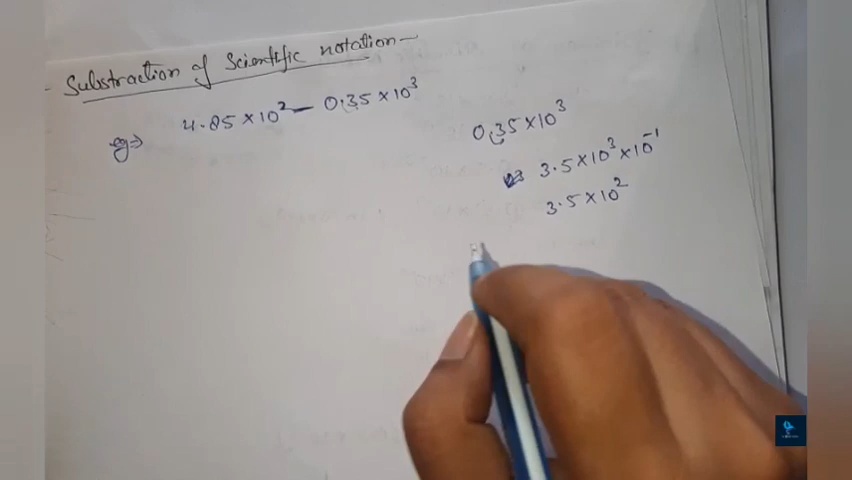 Substraction of Scientific notation -
eg ⇒ 4.85 × 10² - 0.35 × 10³
0.35 × 10³
3.5 × 10³ × 10⁻¹
3.5 × 10²